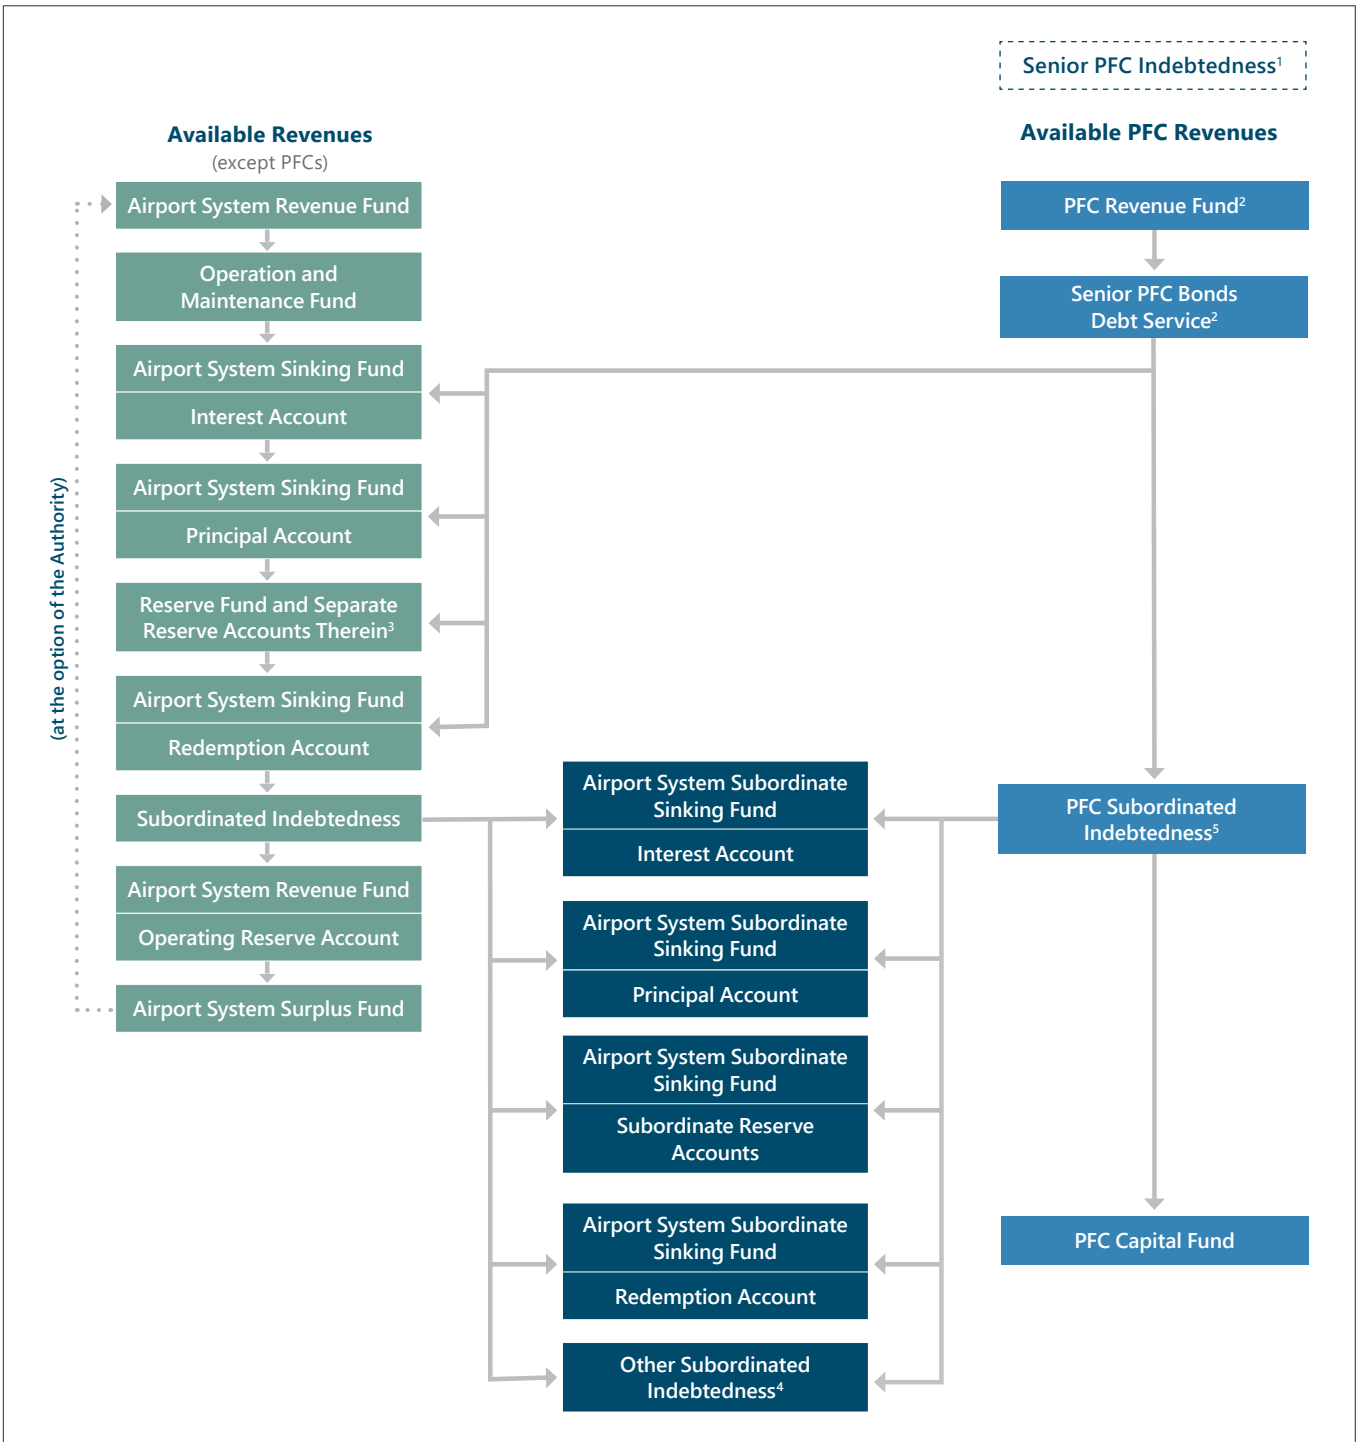 Senior PFC Indebtedness¹
Available Revenues
(except PFCs)
Available PFC Revenues
(at the option of the Authority)
Airport System Revenue Fund
Operation and
Maintenance Fund
Airport System Sinking Fund
Interest Account
Airport System Sinking Fund
Principal Account
Reserve Fund and Separate
Reserve Accounts Therein³
Airport System Sinking Fund
Redemption Account
Subordinated Indebtedness
Airport System Revenue Fund
Operating Reserve Account
Airport System Surplus Fund
Airport System Subordinate
Sinking Fund
Interest Account
Airport System Subordinate
Sinking Fund
Principal Account
Airport System Subordinate
Sinking Fund
Subordinate Reserve
Accounts
Airport System Subordinate
Sinking Fund
Redemption Account
Other Subordinated
Indebtedness⁴
PFC Revenue Fund²
Senior PFC Bonds
Debt Service²
PFC Subordinated
Indebtedness⁵
PFC Capital Fund